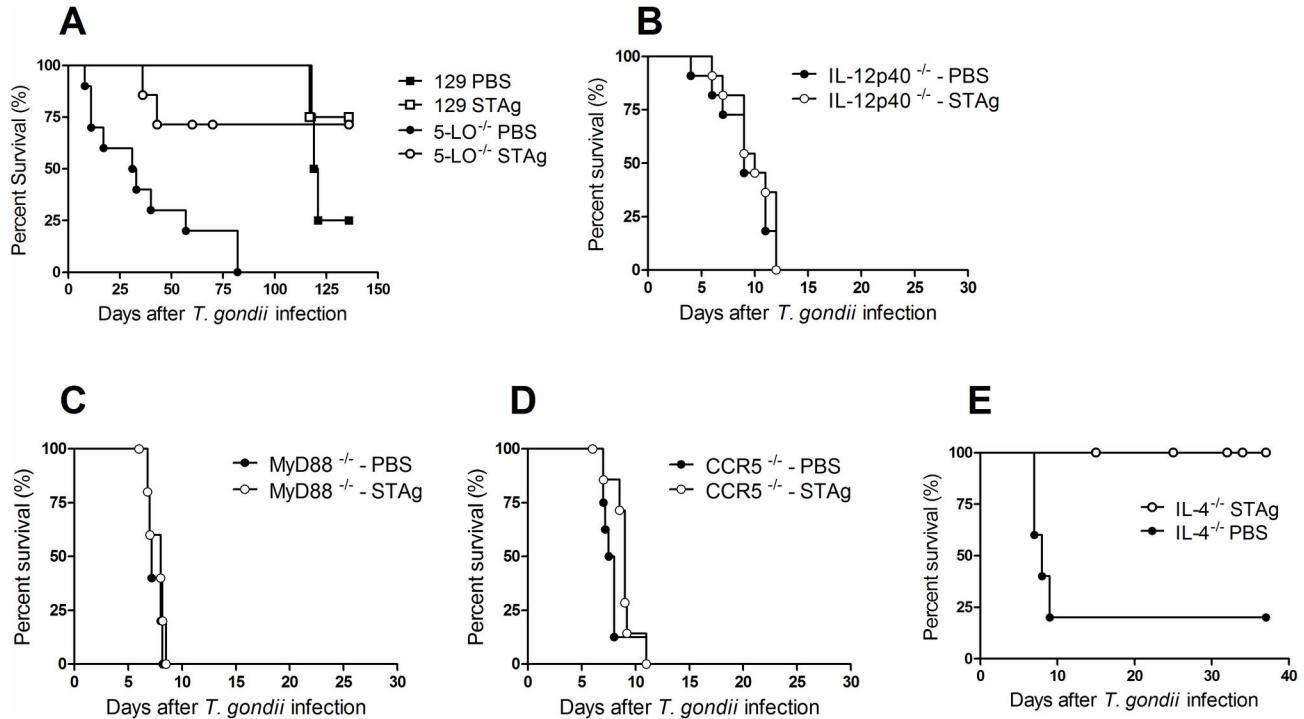 A
Percent Survival (%)
100
75
50
25
0
0 25 50 75 100 125 150
Days after T. gondii infection
129 PBS
129 STAg
5-LO-/- PBS
5-LO-/- STAg
B
Percent survival (%)
100
75
50
25
0
0 5 10 15 20 25 30
Days after T. gondii infection
IL-12p40 -/- - PBS
IL-12p40 -/- - STAg
C
Percent survival (%)
100
75
50
25
0
0 5 10 15 20 25 30
Days after T. gondii infection
MyD88 -/- - PBS
MyD88 -/- - STAg
D
Percent survival (%)
100
75
50
25
0
0 5 10 15 20 25 30
Days after T. gondii infection
CCR5 -/- - PBS
CCR5 -/- - STAg
E
Percent survival (%)
100
75
50
25
0
0 10 20 30 40
Days after T. gondii infection
IL-4-/- STAg
IL-4-/- PBS